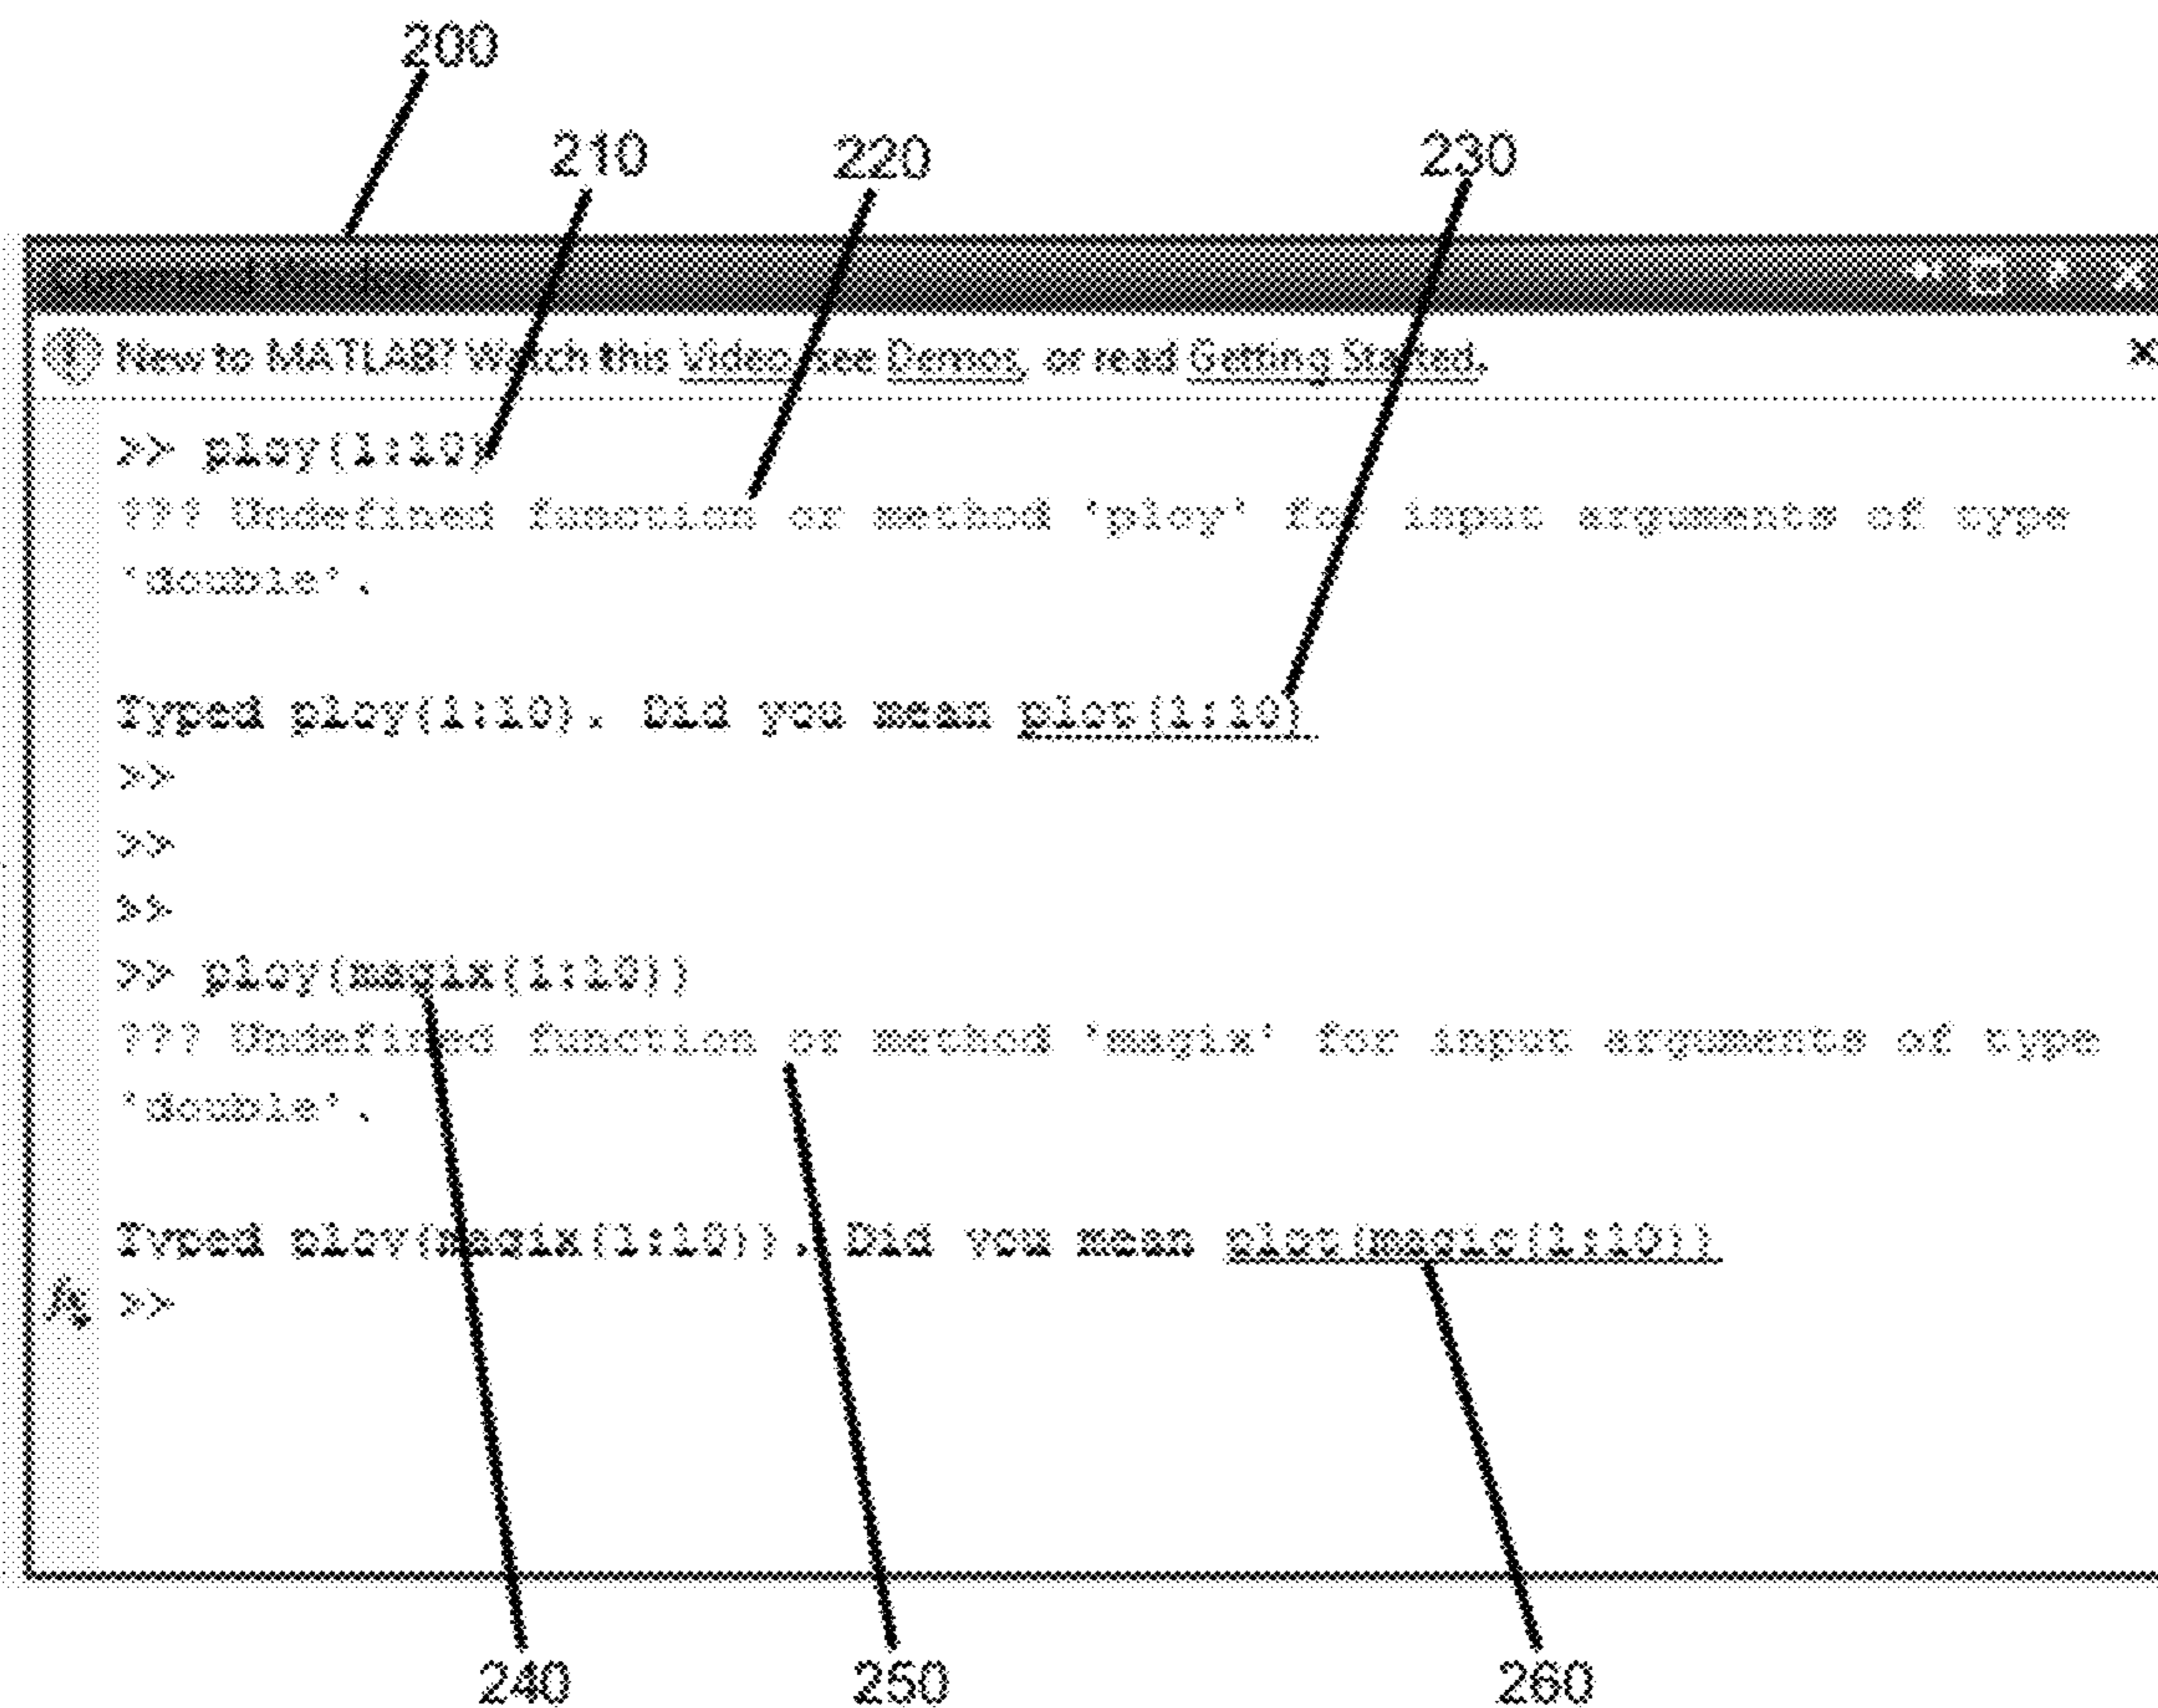 200
210 220 230
Command Window
New to MATLAB? Watch this Video, see Demos, or read Getting Started.
>> ploy(1:10)
??? Undefined function or method 'ploy' for input arguments of type
'double'.
Typed ploy(1:10). Did you mean plot(1:10)
>>
>>
>>
>> ploy(magix(1:10))
??? Undefined function or method 'magix' for input arguments of type
'double'.
Typed ploy(magix(1:10)). Did you mean plot(magic(1:10))
>>
240 250 260